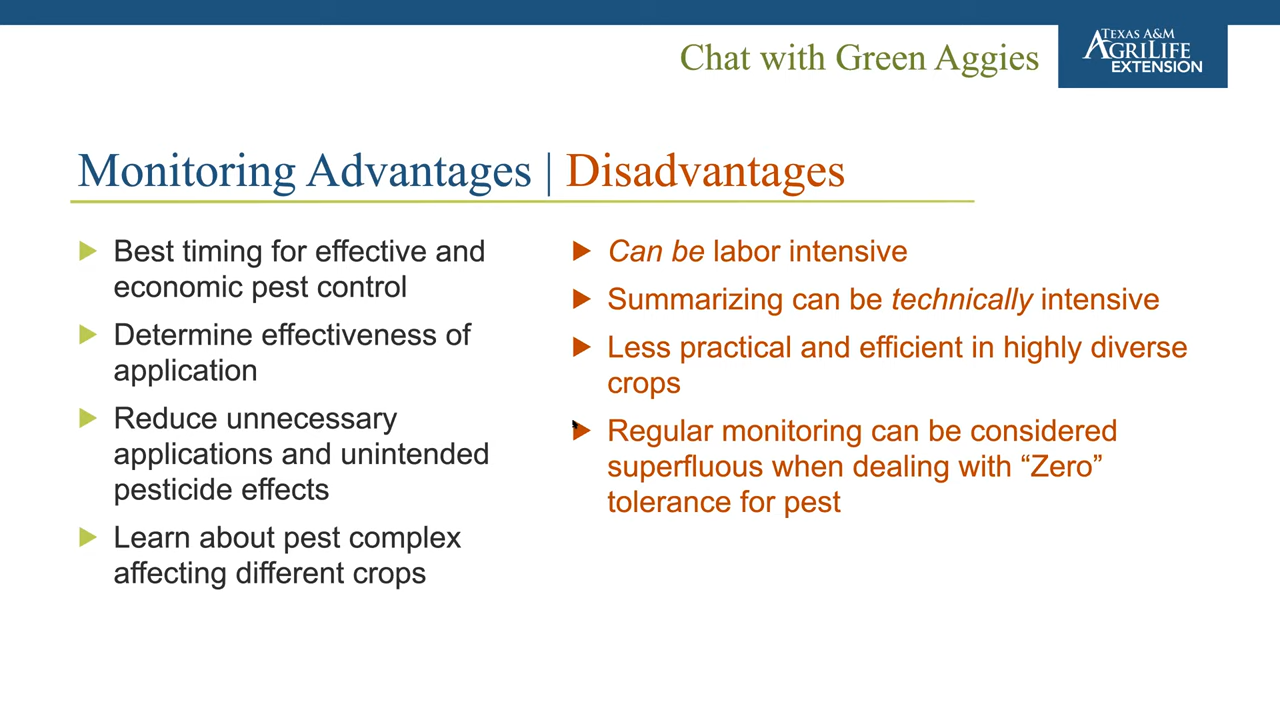 Chat with Green Aggies
TEXAS A&M
AGRILIFE
EXTENSION
Monitoring Advantages | Disadvantages
Best timing for effective and
economic pest control
Determine effectiveness of
application
Reduce unnecessary
applications and unintended
pesticide effects
Learn about pest complex
affecting different crops
Can be labor intensive
Summarizing can be technically intensive
Less practical and efficient in highly diverse
crops
Regular monitoring can be considered
superfluous when dealing with “Zero”
tolerance for pest